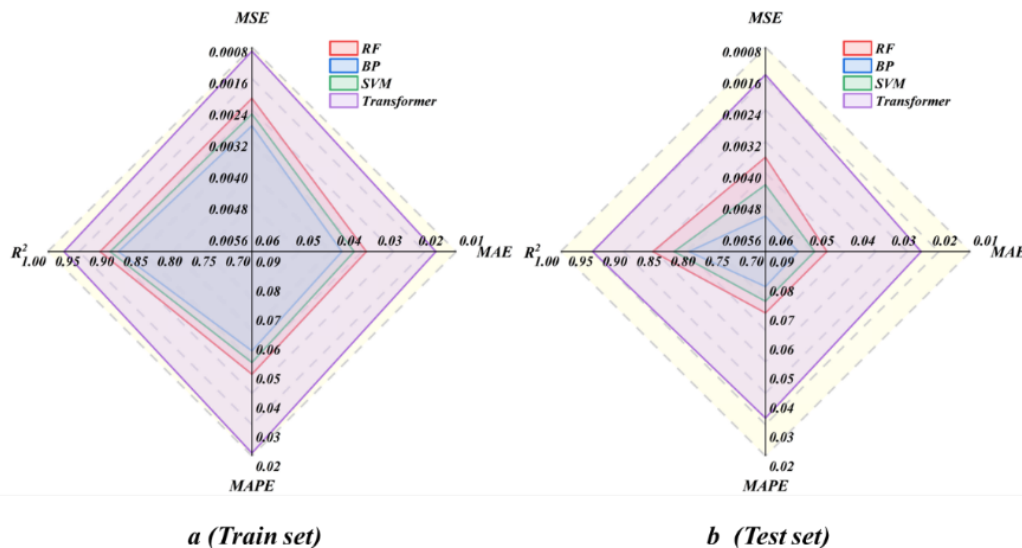 MSE
0.0008
0.0016
0.0024
0.0032
0.0040
0.0048
0.0056
RF
BP
SVM
Transformer
R²
1.00 0.95 0.90 0.85 0.80 0.75 0.70
0.06 0.05 0.04 0.03 0.02 0.01
MAE
0.09
0.08
0.07
0.06
0.05
0.04
0.03
0.02
MAPE
a (Train set)
MSE
0.0008
0.0016
0.0024
0.0032
0.0040
0.0048
0.0056
RF
BP
SVM
Transformer
R²
1.00 0.95 0.90 0.85 0.80 0.75 0.70
0.06 0.05 0.04 0.03 0.02 0.01
MAE
0.09
0.08
0.07
0.06
0.05
0.04
0.03
0.02
MAPE
b (Test set)